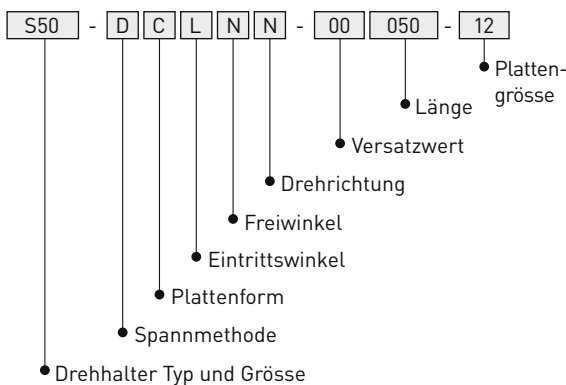 S50 - D C L N N - 00 050 - 12
Platten-
grösse
Länge
Versatzwert
Drehrichtung
Freiwinkel
Eintrittswinkel
Plattenform
Spannmethode
Drehhalter Typ und Grösse